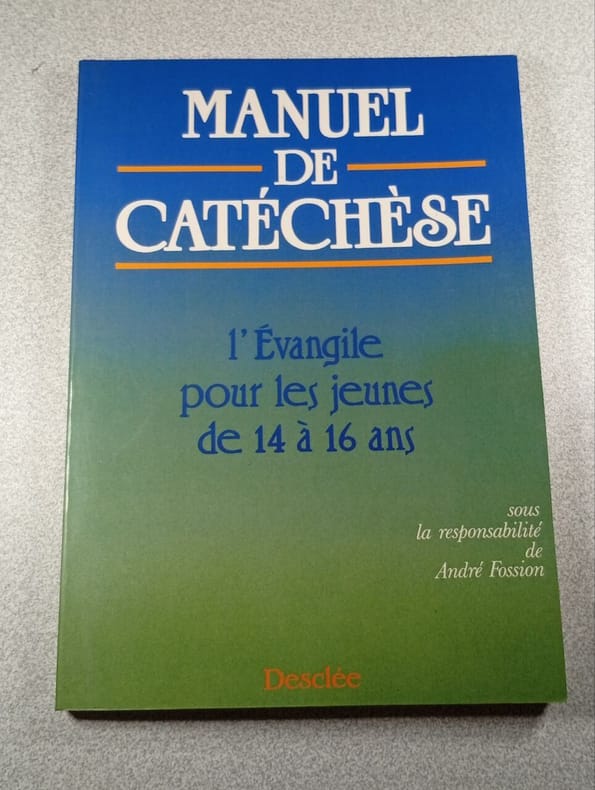 MANUEL
DE
CATÉCHÈSE
l'Évangile
pour les jeunes
de 14 à 16 ans
sous
la responsabilité
de
André Fossion
Desclée